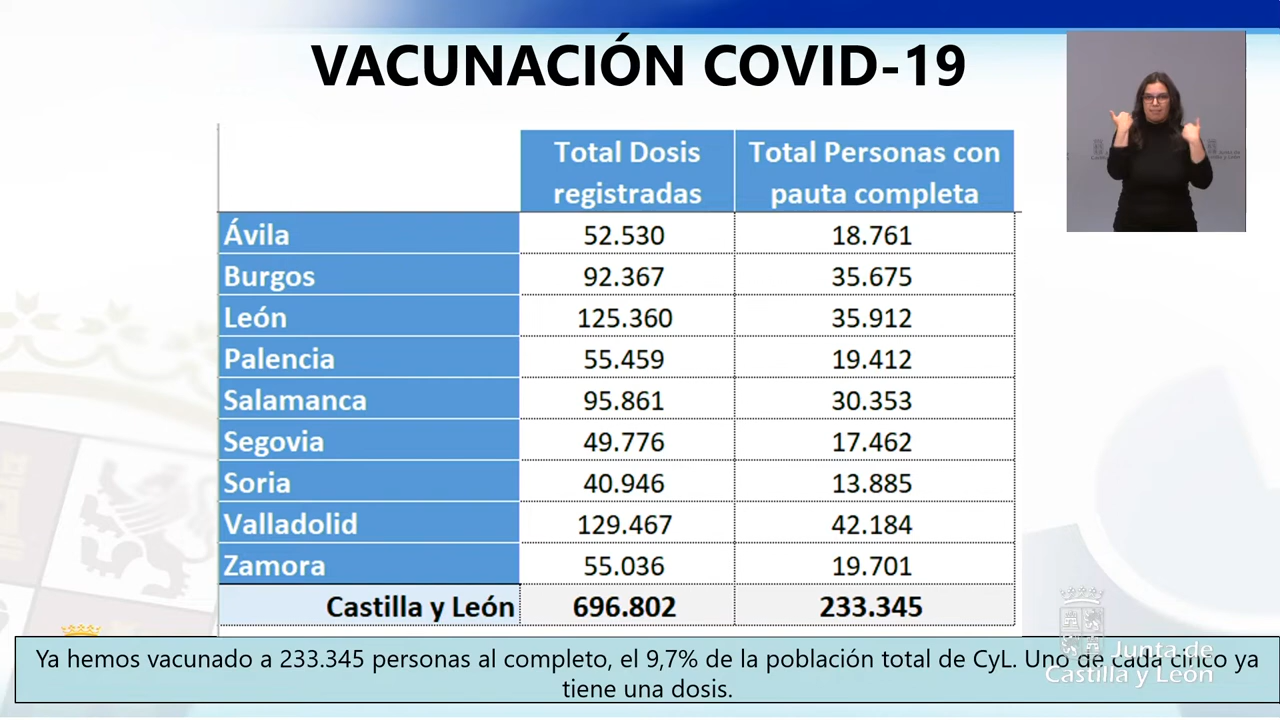 VACUNACIÓN COVID-19
Total Dosis registradas Total Personas con pauta completa
Ávila 52.530 18.761
Burgos 92.367 35.675
León 125.360 35.912
Palencia 55.459 19.412
Salamanca 95.861 30.353
Segovia 49.776 17.462
Soria 40.946 13.885
Valladolid 129.467 42.184
Zamora 55.036 19.701
Castilla y León 696.802 233.345
Ya hemos vacunado a 233.345 personas al completo, el 9,7% de la población total de CyL. Uno de cada cinco ya
tiene una dosis.
Junta de
Castilla y León